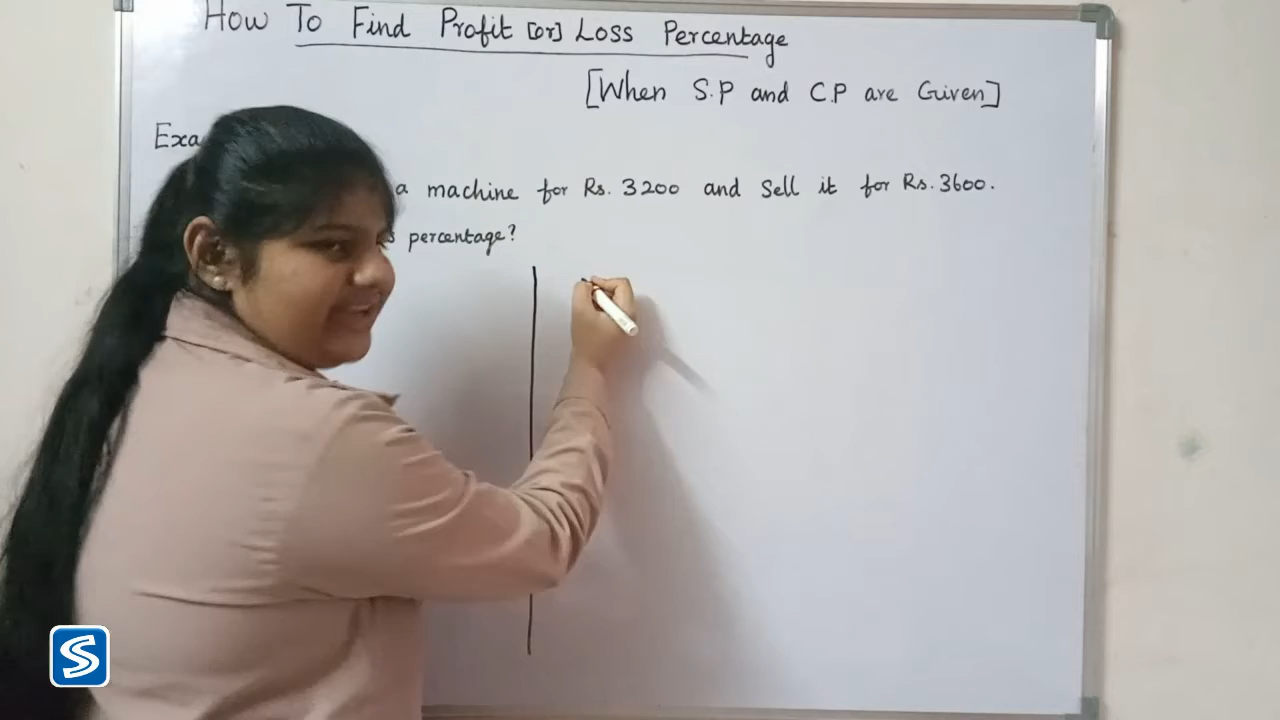 How To Find Profit [or] Loss Percentage
[When S.P and C.P are Given]
Exa
a machine for Rs. 3200 and Sell it for Rs. 3600.
percentage?
S